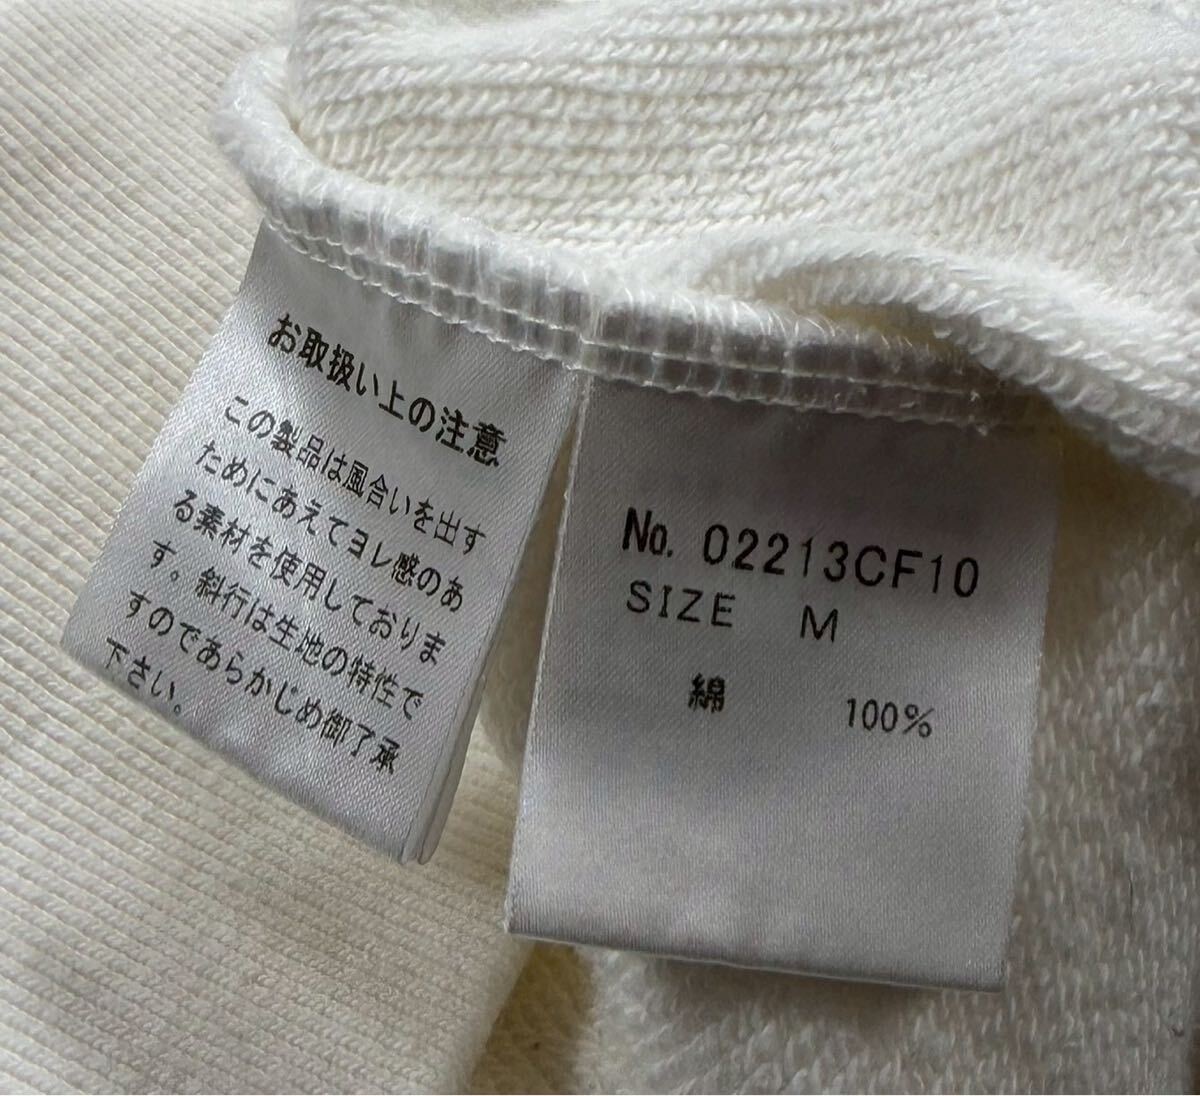 お取扱い上の注意
この製品は風合いを出す
ためにあえてヨレ感のあ
る素材を使用しておりま
す。斜行は生地の特性で
すのであらかじめ御了承
下さい。
No. 02213CF10
SIZE M
綿 100%